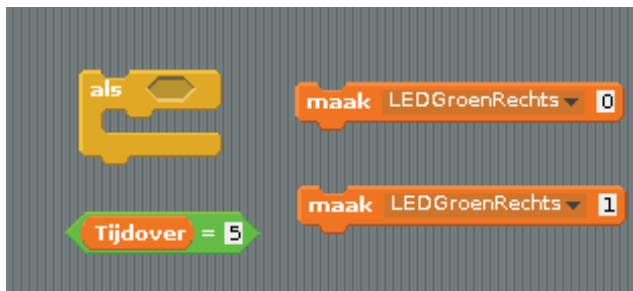 als
maak LEDGroenRechts 0
maak LEDGroenRechts 1
Tijdover = 5